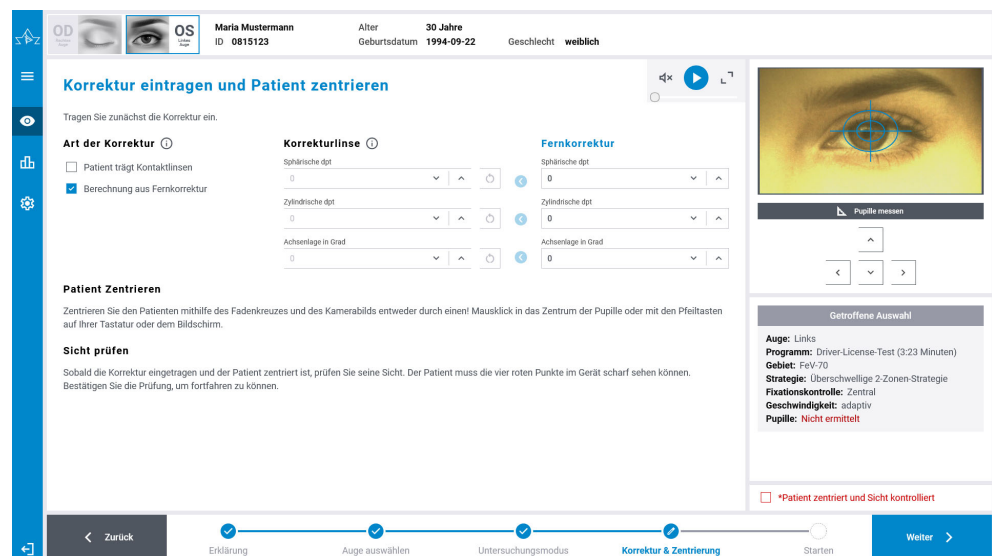 OD
OS
Linkes
Auge
Maria Mustermann
ID 0815123
Alter 30 Jahre
Geburtsdatum 1994-09-22
Geschlecht weiblich
Korrektur eintragen und Patient zentrieren
Tragen Sie zunächst die Korrektur ein.
Art der Korrektur
Patient trägt Kontaktlinsen
Berechnung aus Fernkorrektur
Korrekturlinse
Sphärische dpt
0
Zylindrische dpt
0
Achsenlage in Grad
0
Fernkorrektur
Sphärische dpt
0
Zylindrische dpt
0
Achsenlage in Grad
0
Patient Zentrieren
Zentrieren Sie den Patienten mithilfe des Fadenkreuzes und des Kamerabilds entweder durch einen! Mausklick in das Zentrum der Pupille oder mit den Pfeiltasten
auf Ihrer Tastatur oder dem Bildschirm.
Sicht prüfen
Sobald die Korrektur eingetragen und der Patient zentriert ist, prüfen Sie seine Sicht. Der Patient muss die vier roten Punkte im Gerät scharf sehen können.
Bestätigen Sie die Prüfung, um fortfahren zu können.
Pupille messen
Getroffene Auswahl
Auge: Links
Programm: Driver-License-Test (3:23 Minuten)
Gebiet: FeV-70
Strategie: Überschwellige 2-Zonen-Strategie
Fixationskontrolle: Zentral
Geschwindigkeit: adaptiv
Pupille: Nicht ermittelt
*Patient zentriert und Sicht kontrolliert
Zurück
Erklärung
Auge auswählen
Untersuchungsmodus
Korrektur & Zentrierung
Starten
Weiter